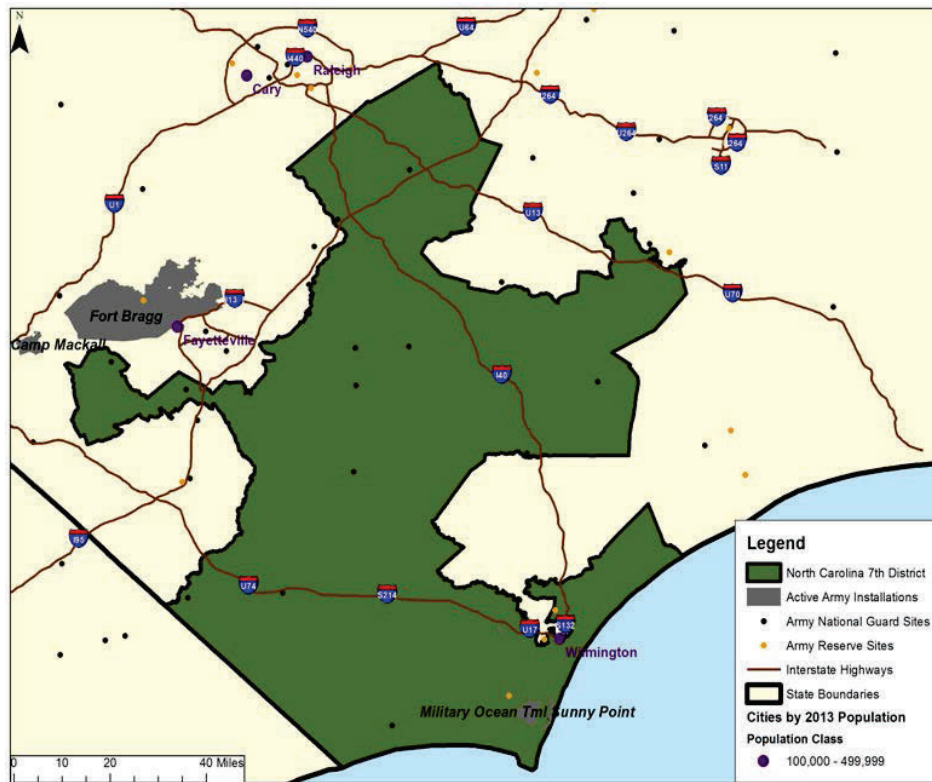 N
N540
U64
I440
Raleigh
Cary
264
U264
264
264
S11
U1
U13
I13
U70
Fort Bragg
Fayetteville
Camp Mackall
I40
I95
U74
S214
U17
S132
Wilmington
Military Ocean Tml Sunny Point
0 10 20 40 Miles
Legend
North Carolina 7th District
Active Army Installations
Army National Guard Sites
Army Reserve Sites
Interstate Highways
State Boundaries
Cities by 2013 Population
Population Class
100,000 - 499,999